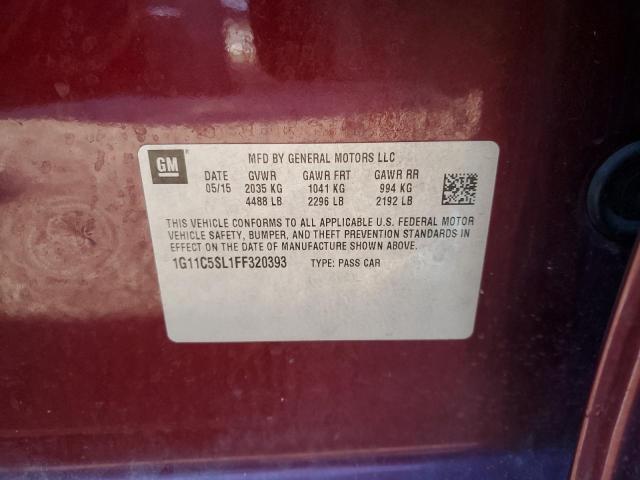 GM
MFD BY GENERAL MOTORS LLC
DATE GVWR GAWR FRT GAWR RR
05/15 2035 KG 1041 KG 994 KG
4488 LB 2296 LB 2192 LB
THIS VEHICLE CONFORMS TO ALL APPLICABLE U.S. FEDERAL MOTOR
VEHICLE SAFETY, BUMPER, AND THEFT PREVENTION STANDARDS IN
EFFECT ON THE DATE OF MANUFACTURE SHOWN ABOVE.
1G11C5SL1FF320393 TYPE: PASS CAR